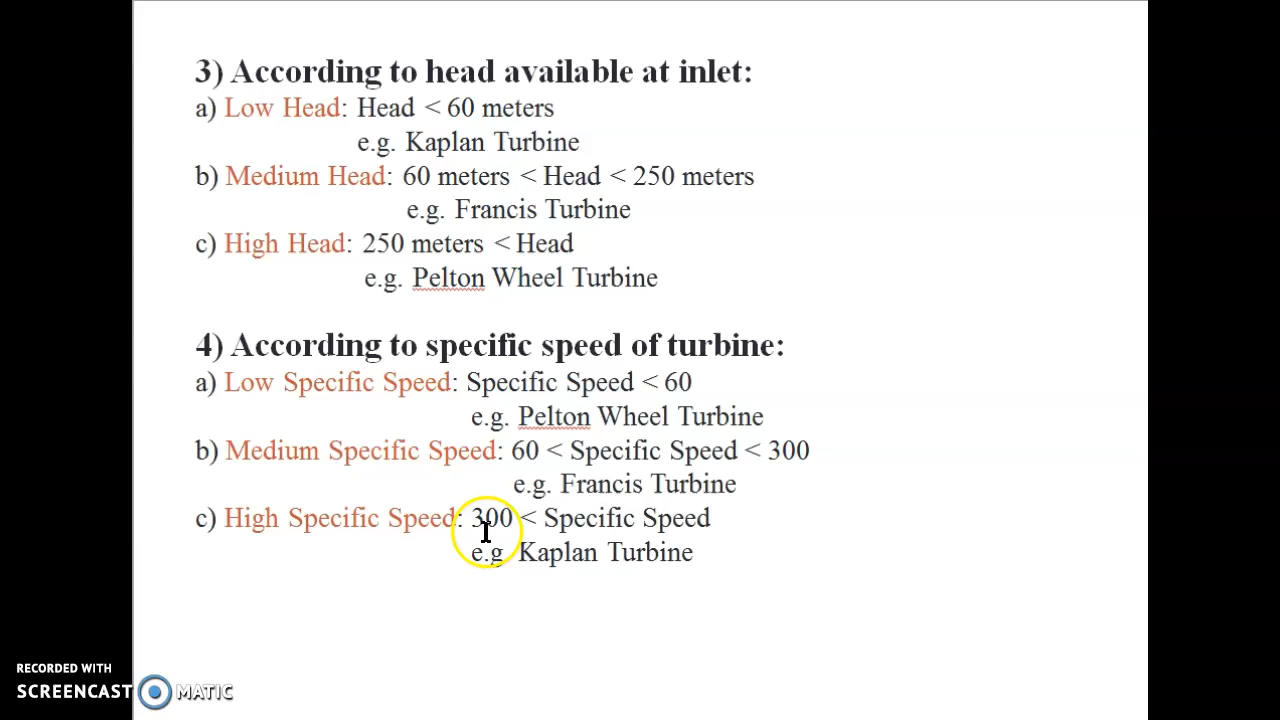 3) According to head available at inlet:
a) Low Head: Head < 60 meters
e.g. Kaplan Turbine
b) Medium Head: 60 meters < Head < 250 meters
e.g. Francis Turbine
c) High Head: 250 meters < Head
e.g. Pelton Wheel Turbine
4) According to specific speed of turbine:
a) Low Specific Speed: Specific Speed < 60
e.g. Pelton Wheel Turbine
b) Medium Specific Speed: 60 < Specific Speed < 300
e.g. Francis Turbine
c) High Specific Speed: 300 < Specific Speed
e.g Kaplan Turbine
RECORDED WITH
SCREENCAST MATIC